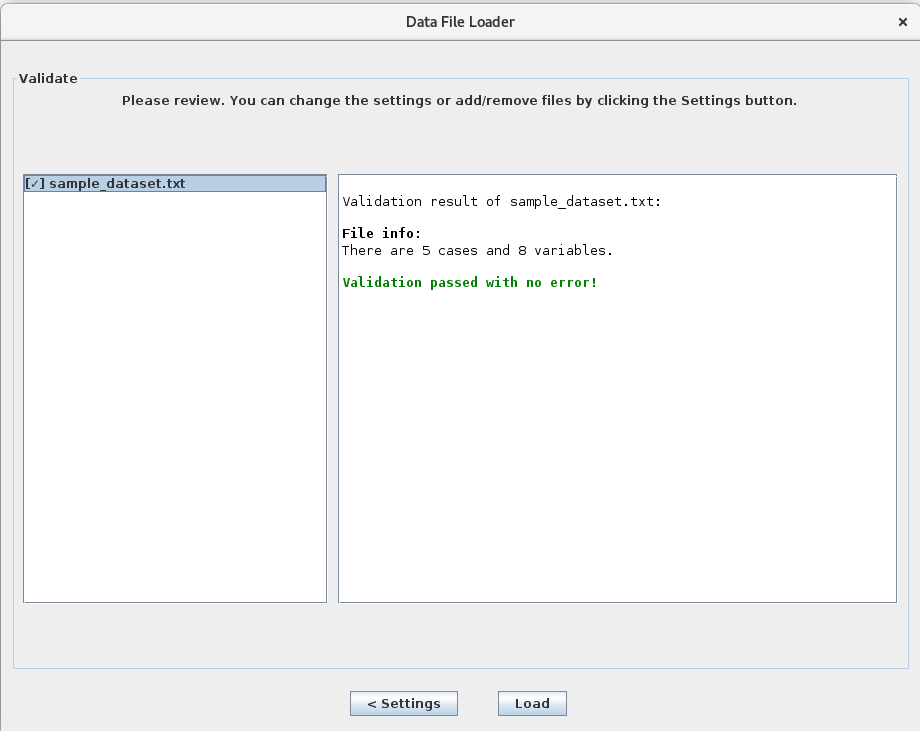 Data File Loader ×
Validate
Please review. You can change the settings or add/remove files by clicking the Settings button.
[✓] sample_dataset.txt
Validation result of sample_dataset.txt:
File info:
There are 5 cases and 8 variables.
Validation passed with no error!
< Settings
Load